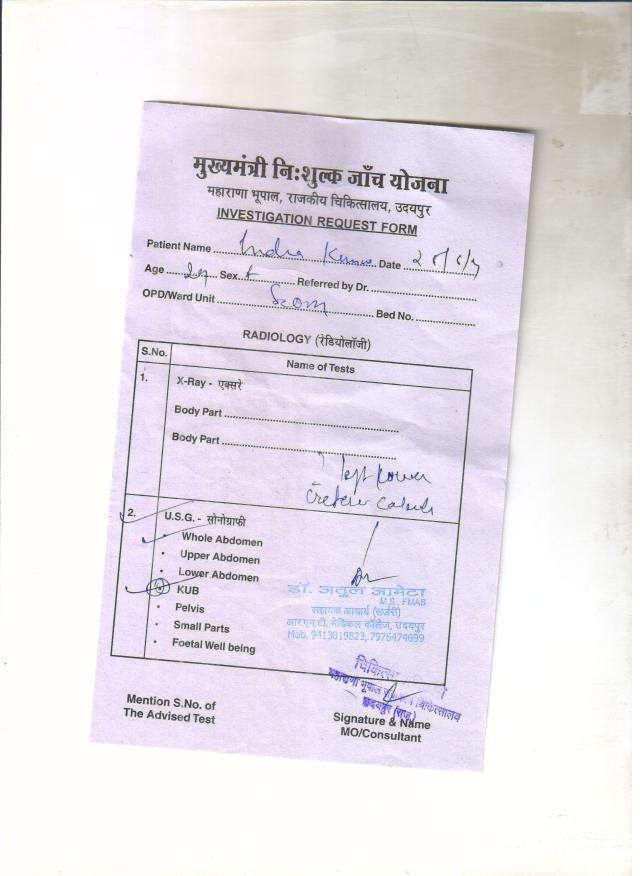 मुख्यमंत्री निःशुल्क जाँच योजना
महाराणा भूपाल, राजकीय चिकित्सालय, उदयपुर
INVESTIGATION REQUEST FORM
Patient Name Indra Date
Age Sex Referred by Dr.
OPD/Ward Unit Bed No.
RADIOLOGY (रेडियोलॉजी)
S.No. Name of Tests
1. X-Ray - एक्सरे
Body Part
Body Part
left lower
2. U.S.G. - सोनोग्राफी
• Whole Abdomen
• Upper Abdomen
• Lower Abdomen
• KUB
• Pelvis
• Small Parts
• Foetal Well being
डॉ. अतुल आमेटा
M.S., FMAS
सहायक आचार्य (सर्जरी)
आर.एन.टी. मेडिकल कॉलेज, उदयपुर
Mob. 9413019823, 7976474699
महाराणा भूपाल चिकित्सालय
उदयपुर (राज.)
Mention S.No. of
The Advised Test
Signature & Name
MO/Consultant